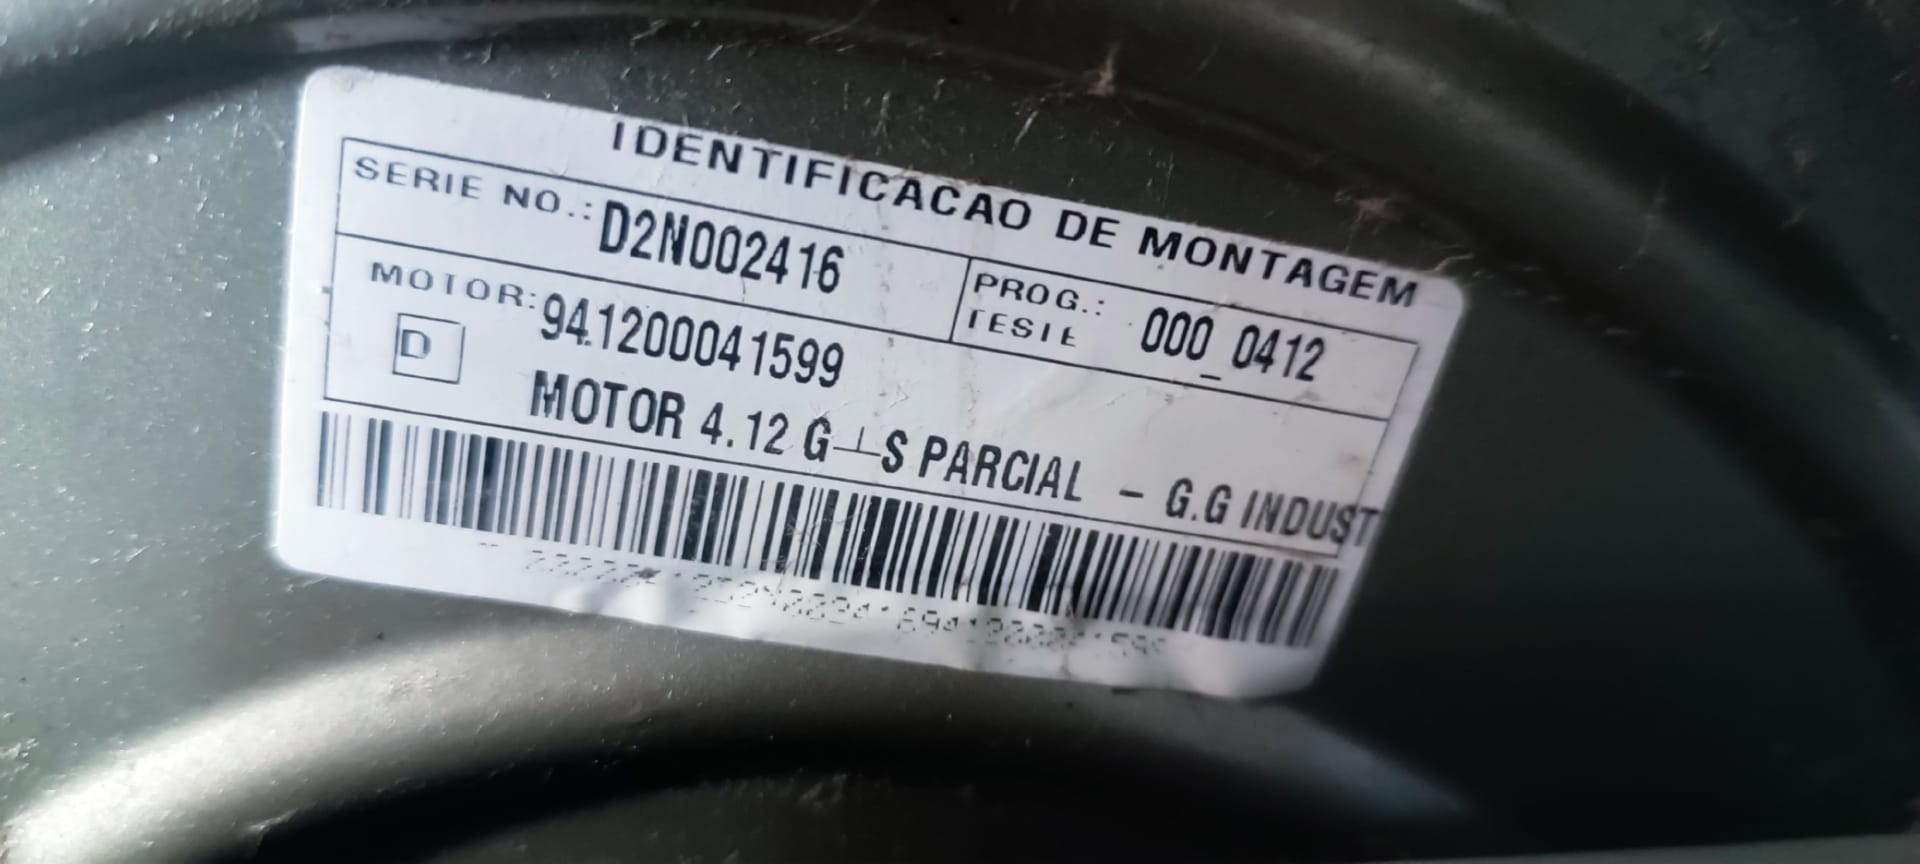 IDENTIFICACAO DE MONTAGEM
SERIE NO.: D2N002416
PROG.: 000_0412
TESTE
MOTOR: 941200041599
D
MOTOR 4.12 G┴S PARCIAL - G.G INDUST